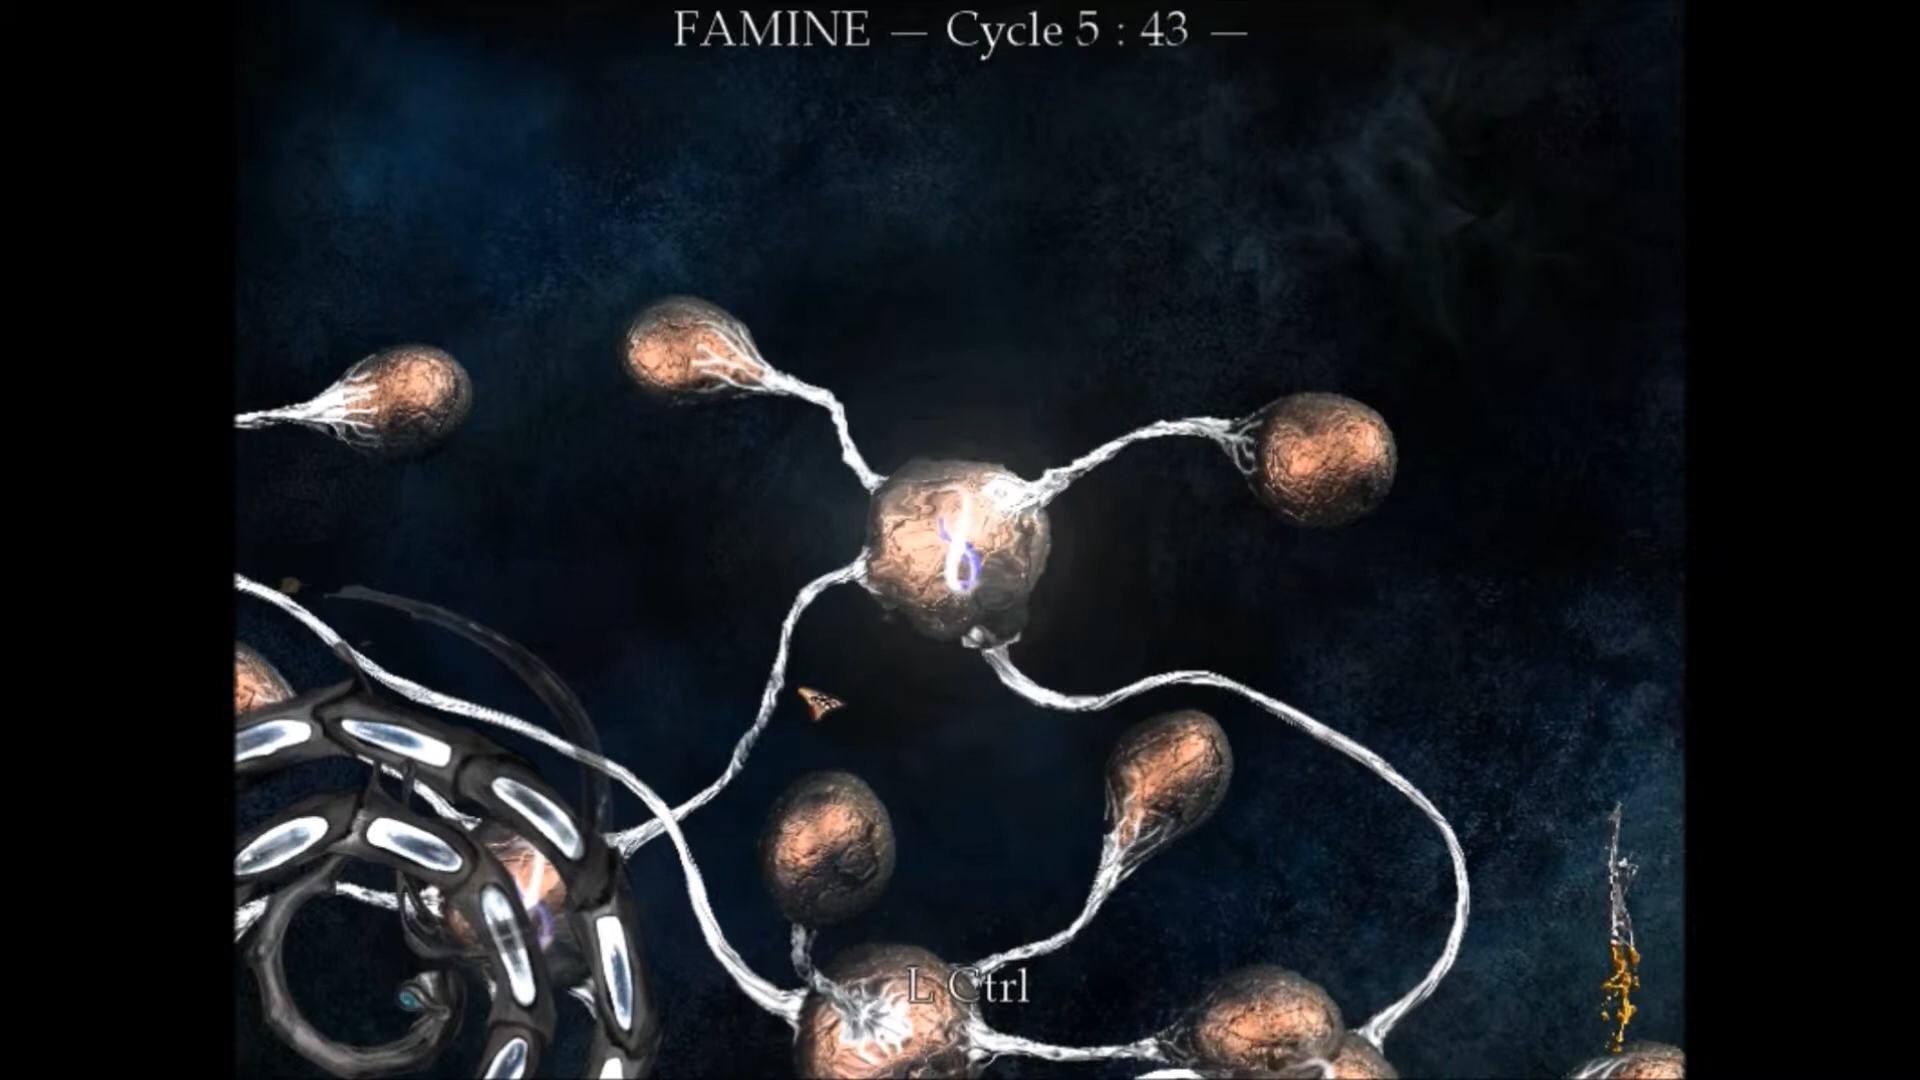 FAMINE — Cycle 5 : 43 —
L Ctrl